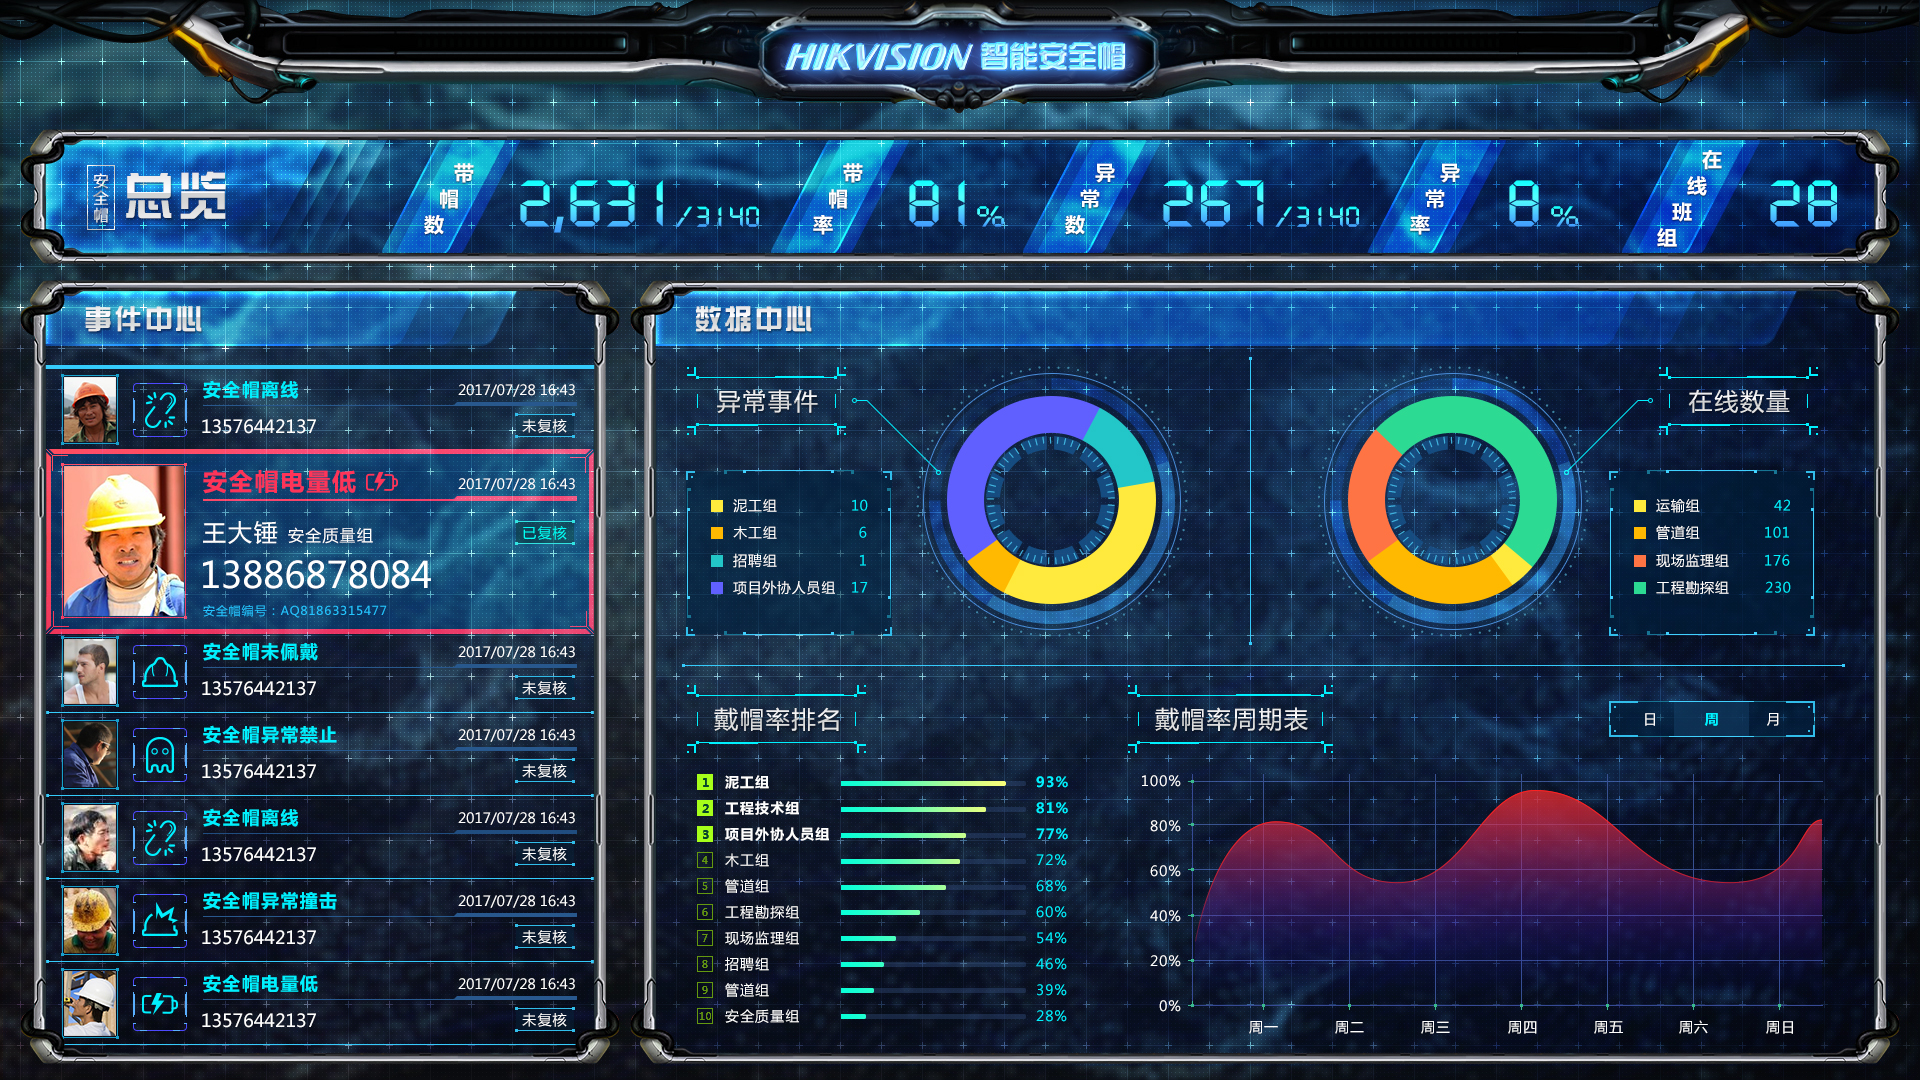 HIKVISION 智能安全帽
安全帽 总览
带帽数 2,631/3140
带帽率 81%
异常数 267/3140
异常率 8%
在线班组 28
事件中心
安全帽离线 2017/07/28 16:43
13576442137 未复核
安全帽电量低 2017/07/28 16:43
王大锤 安全质量组 已复核
13886878084
安全帽编号：AQ81863315477
安全帽未佩戴 2017/07/28 16:43
13576442137 未复核
安全帽异常禁止 2017/07/28 16:43
13576442137 未复核
安全帽离线 2017/07/28 16:43
13576442137 未复核
安全帽异常撞击 2017/07/28 16:43
13576442137 未复核
安全帽电量低 2017/07/28 16:43
13576442137 未复核
数据中心
异常事件
泥工组 10
木工组 6
招聘组 1
项目外协人员组 17
在线数量
运输组 42
管道组 101
现场监理组 176
工程勘探组 230
戴帽率排名
1 泥工组 93%
2 工程技术组 81%
3 项目外协人员组 77%
4 木工组 72%
5 管道组 68%
6 工程勘探组 60%
7 现场监理组 54%
8 招聘组 46%
9 管道组 39%
10 安全质量组 28%
戴帽率周期表
日 周 月
100%
80%
60%
40%
20%
0%
周一 周二 周三 周四 周五 周六 周日